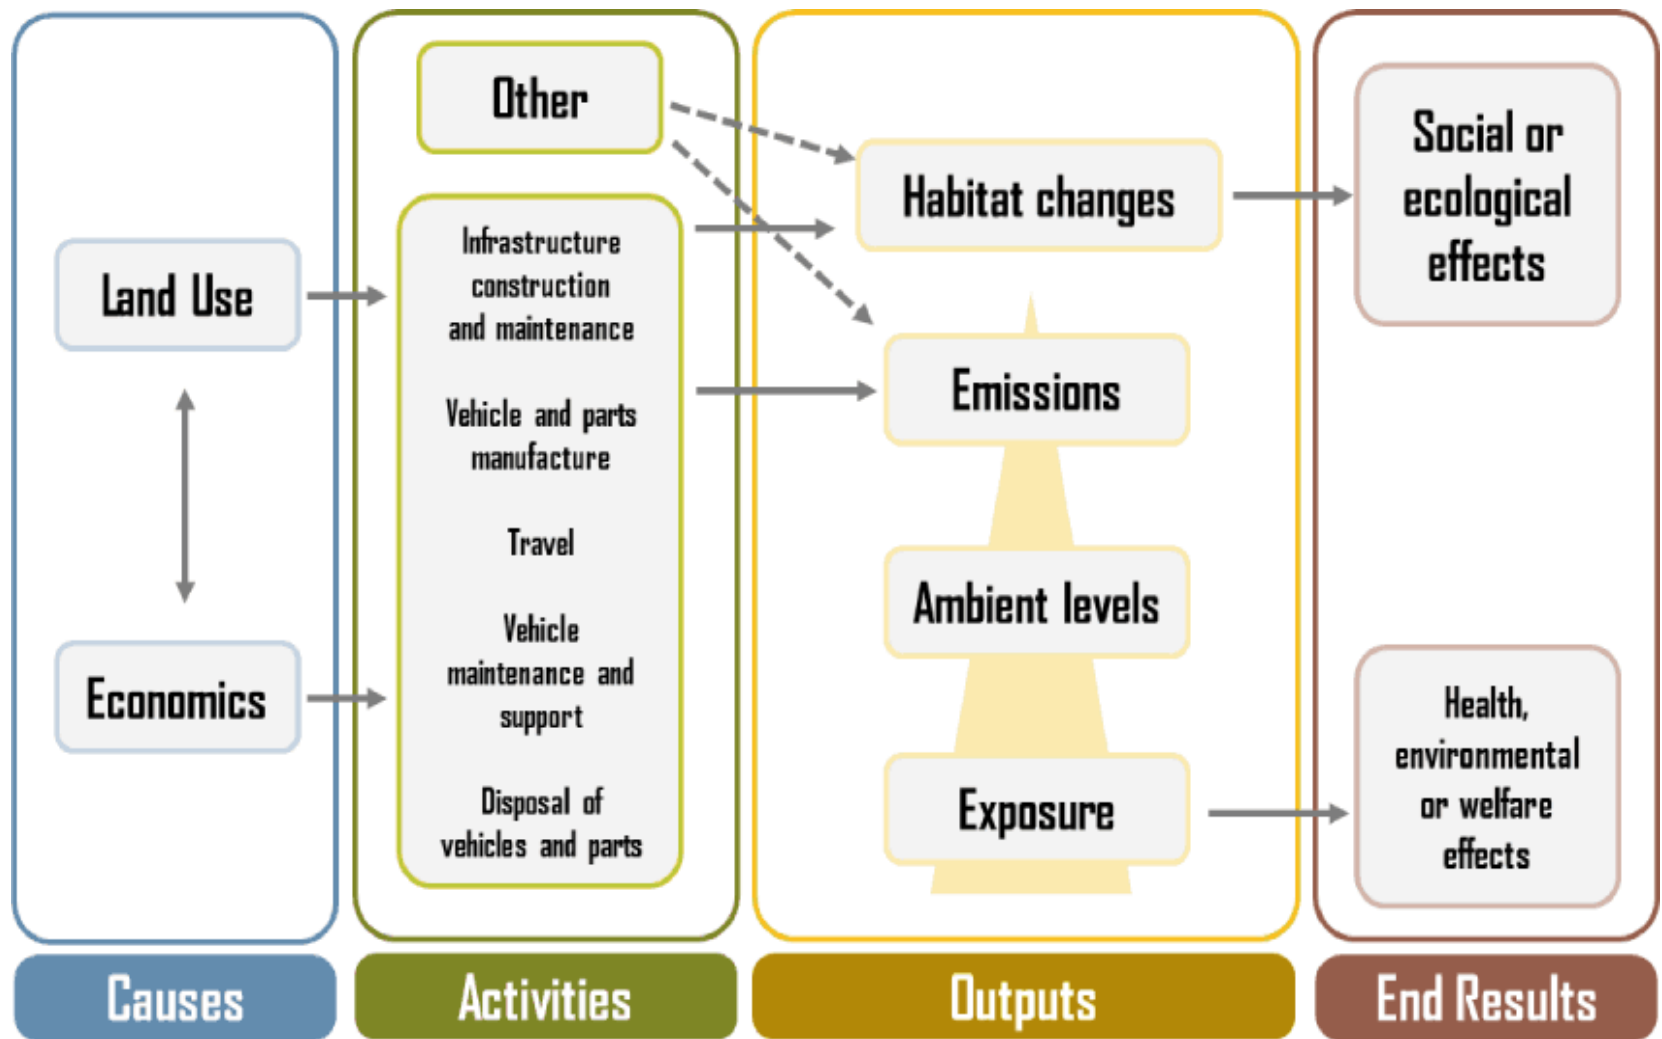 Land Use
Economics
Causes
Other
Infrastructure
construction
and maintenance
Vehicle and parts
manufacture
Travel
Vehicle
maintenance and
support
Disposal of
vehicles and parts
Activities
Habitat changes
Emissions
Ambient levels
Exposure
Outputs
Social or
ecological
effects
Health,
environmental
or welfare
effects
End Results